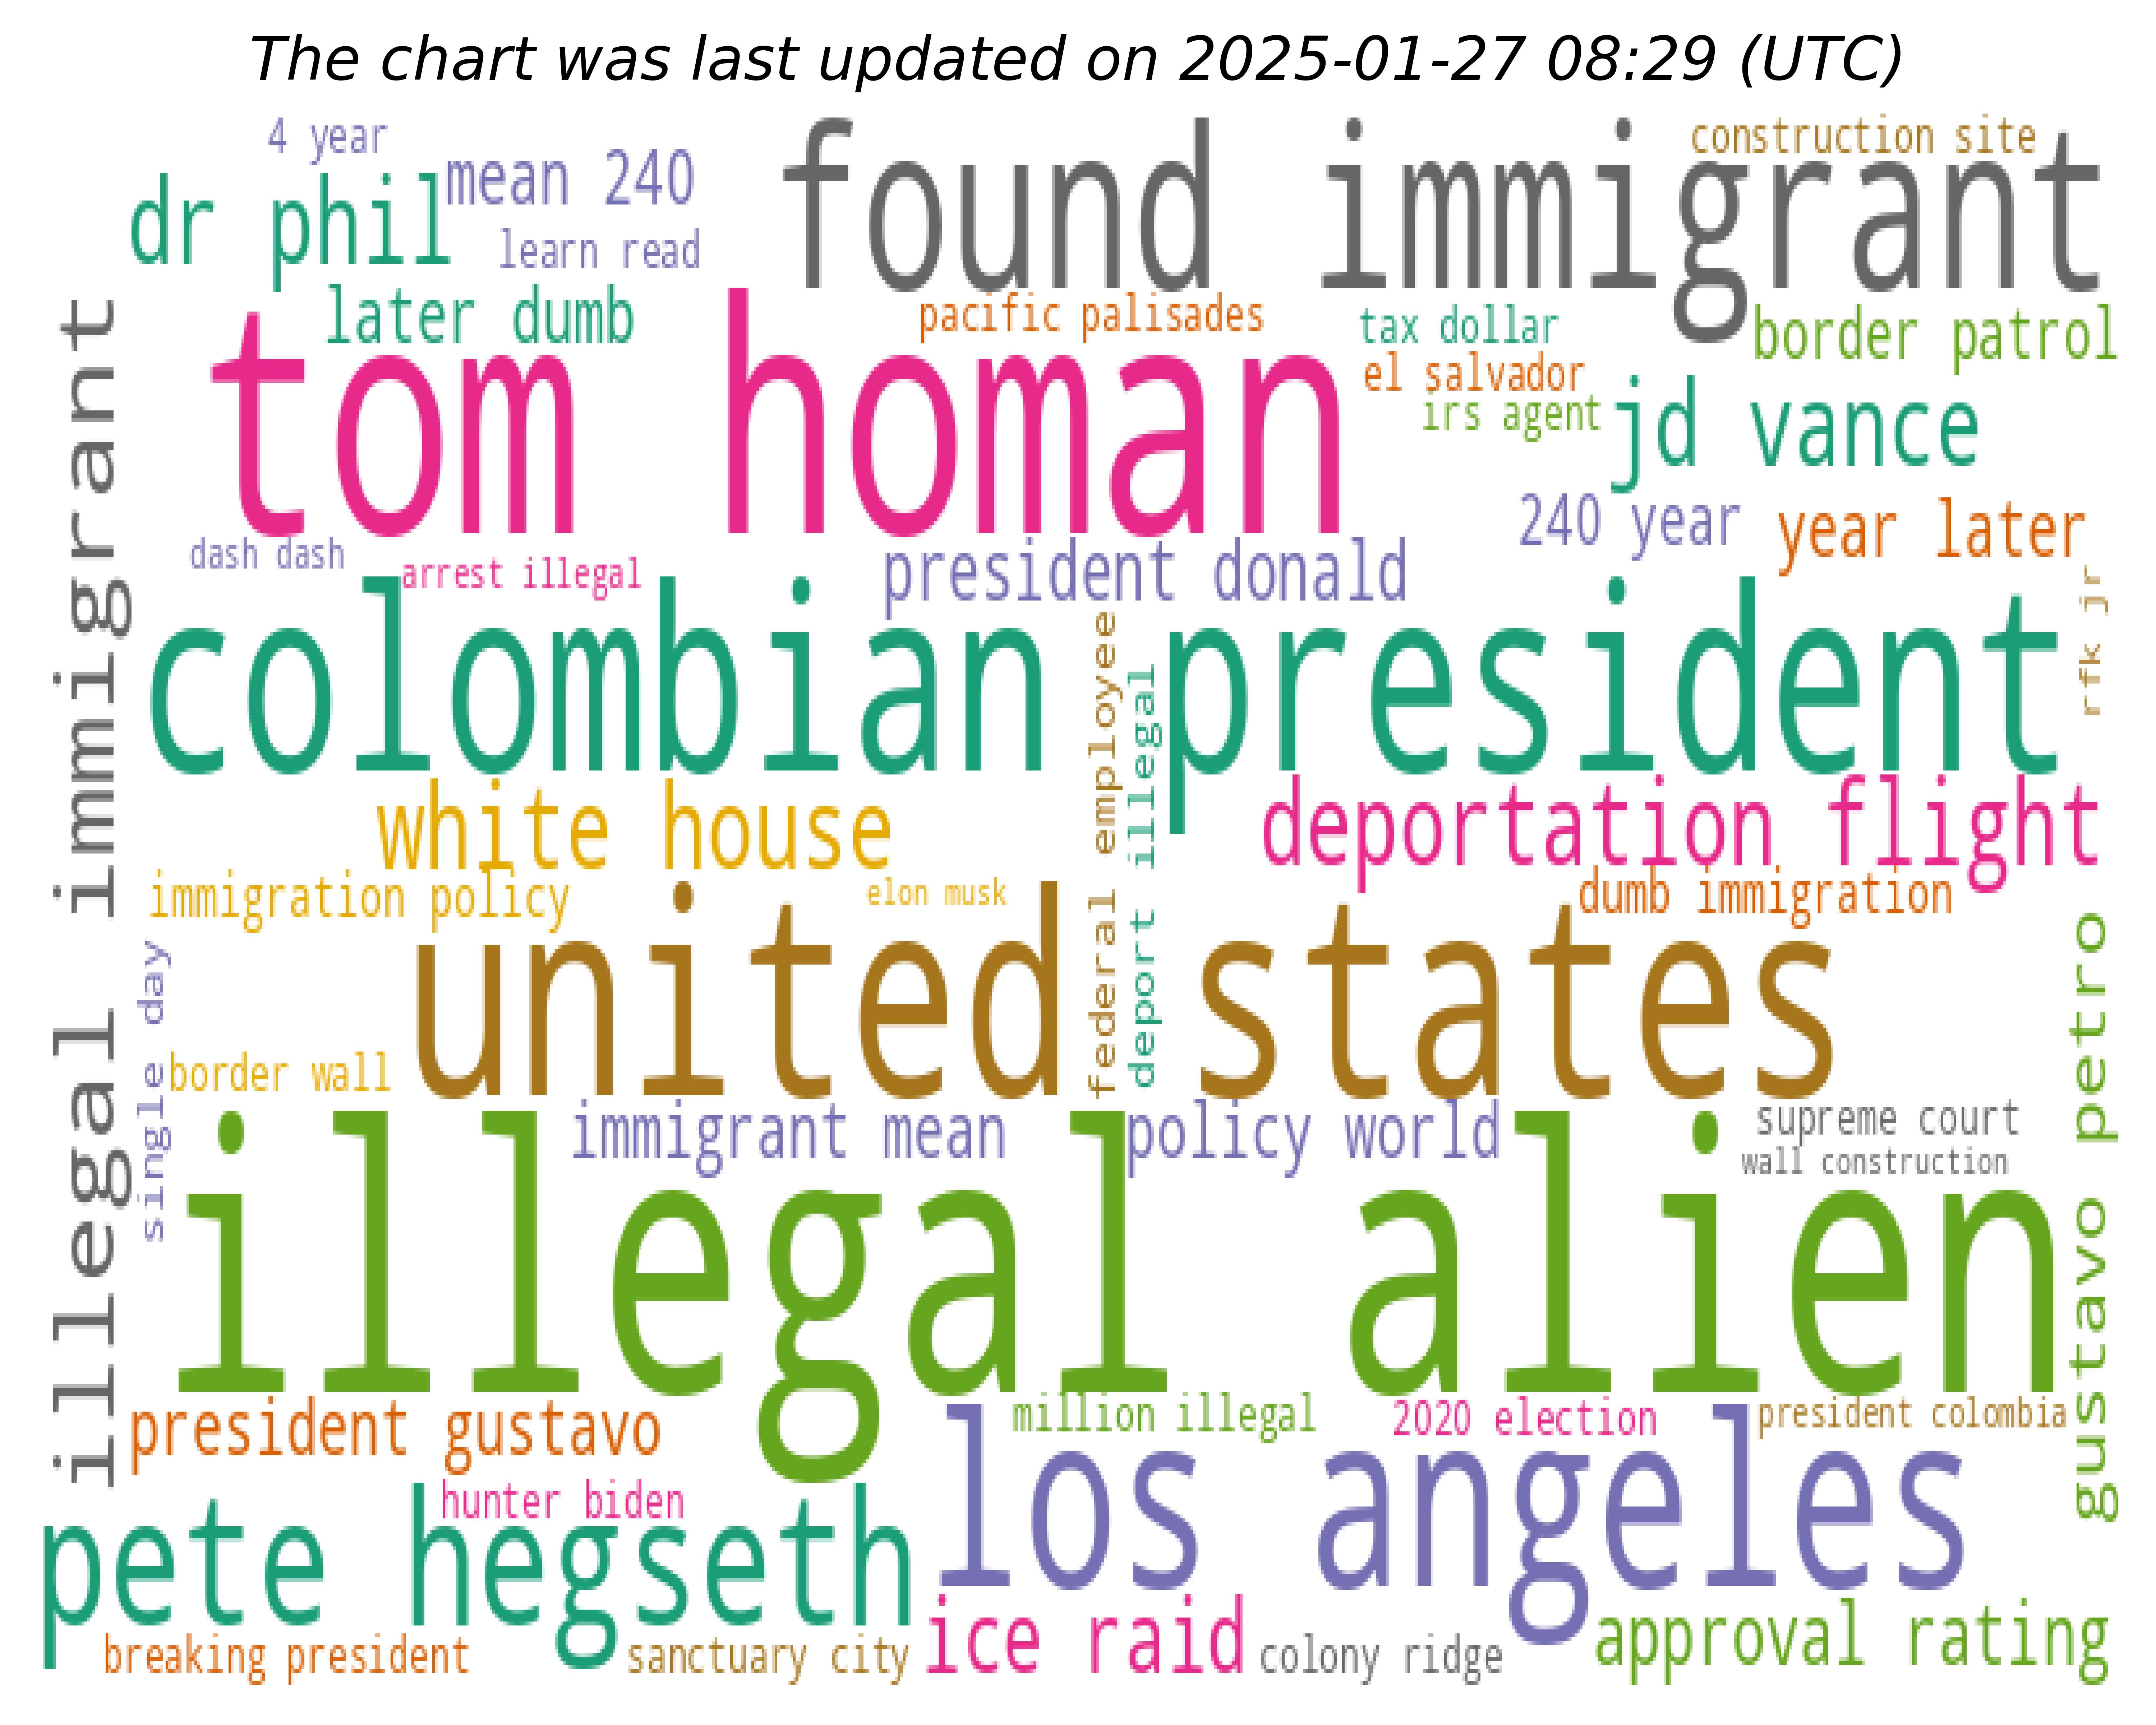 The chart was last updated on 2025-01-27 08:29 (UTC)
4 year
mean 240
found immigrant
construction site
dr phil
learn read
later dumb
pacific palisades
tax dollar
border patrol
tom homan
el salvador
irs agent
jd vance
240 year
year later
dash dash
arrest illegal
president donald
rfk jr
illegal immigrant
colombian president
federal employee
deport illegal
white house
deportation flight
immigration policy
elon musk
dumb immigration
united states
single day
border wall
gustavo petro
immigrant mean
policy world
supreme court
wall construction
illegal alien
president gustavo
million illegal
2020 election
president colombia
hunter biden
los angeles
pete hegseth
ice raid
approval rating
breaking president
sanctuary city
colony ridge